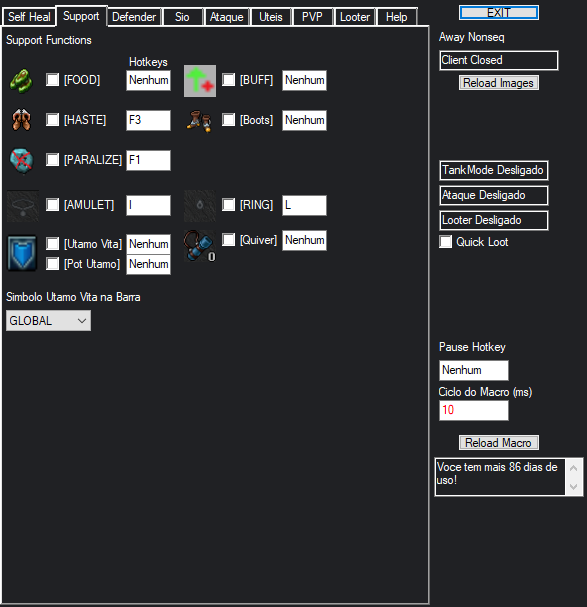 Self Heal Support Defender Sio Ataque Uteis PVP Looter Help
Support Functions
Hotkeys
[FOOD] Nenhum [BUFF] Nenhum
[HASTE] F3 [Boots] Nenhum
[PARALIZE] F1
[AMULET] I [RING] L
[Utamo Vita] Nenhum [Quiver] Nenhum
[Pot Utamo] Nenhum 0
Simbolo Utamo Vita na Barra
GLOBAL
EXIT
Away Nonseq
Client Closed
Reload Images
TankMode Desligado
Ataque Desligado
Looter Desligado
Quick Loot
Pause Hotkey
Nenhum
Ciclo do Macro (ms)
10
Reload Macro
Voce tem mais 86 dias de
uso!